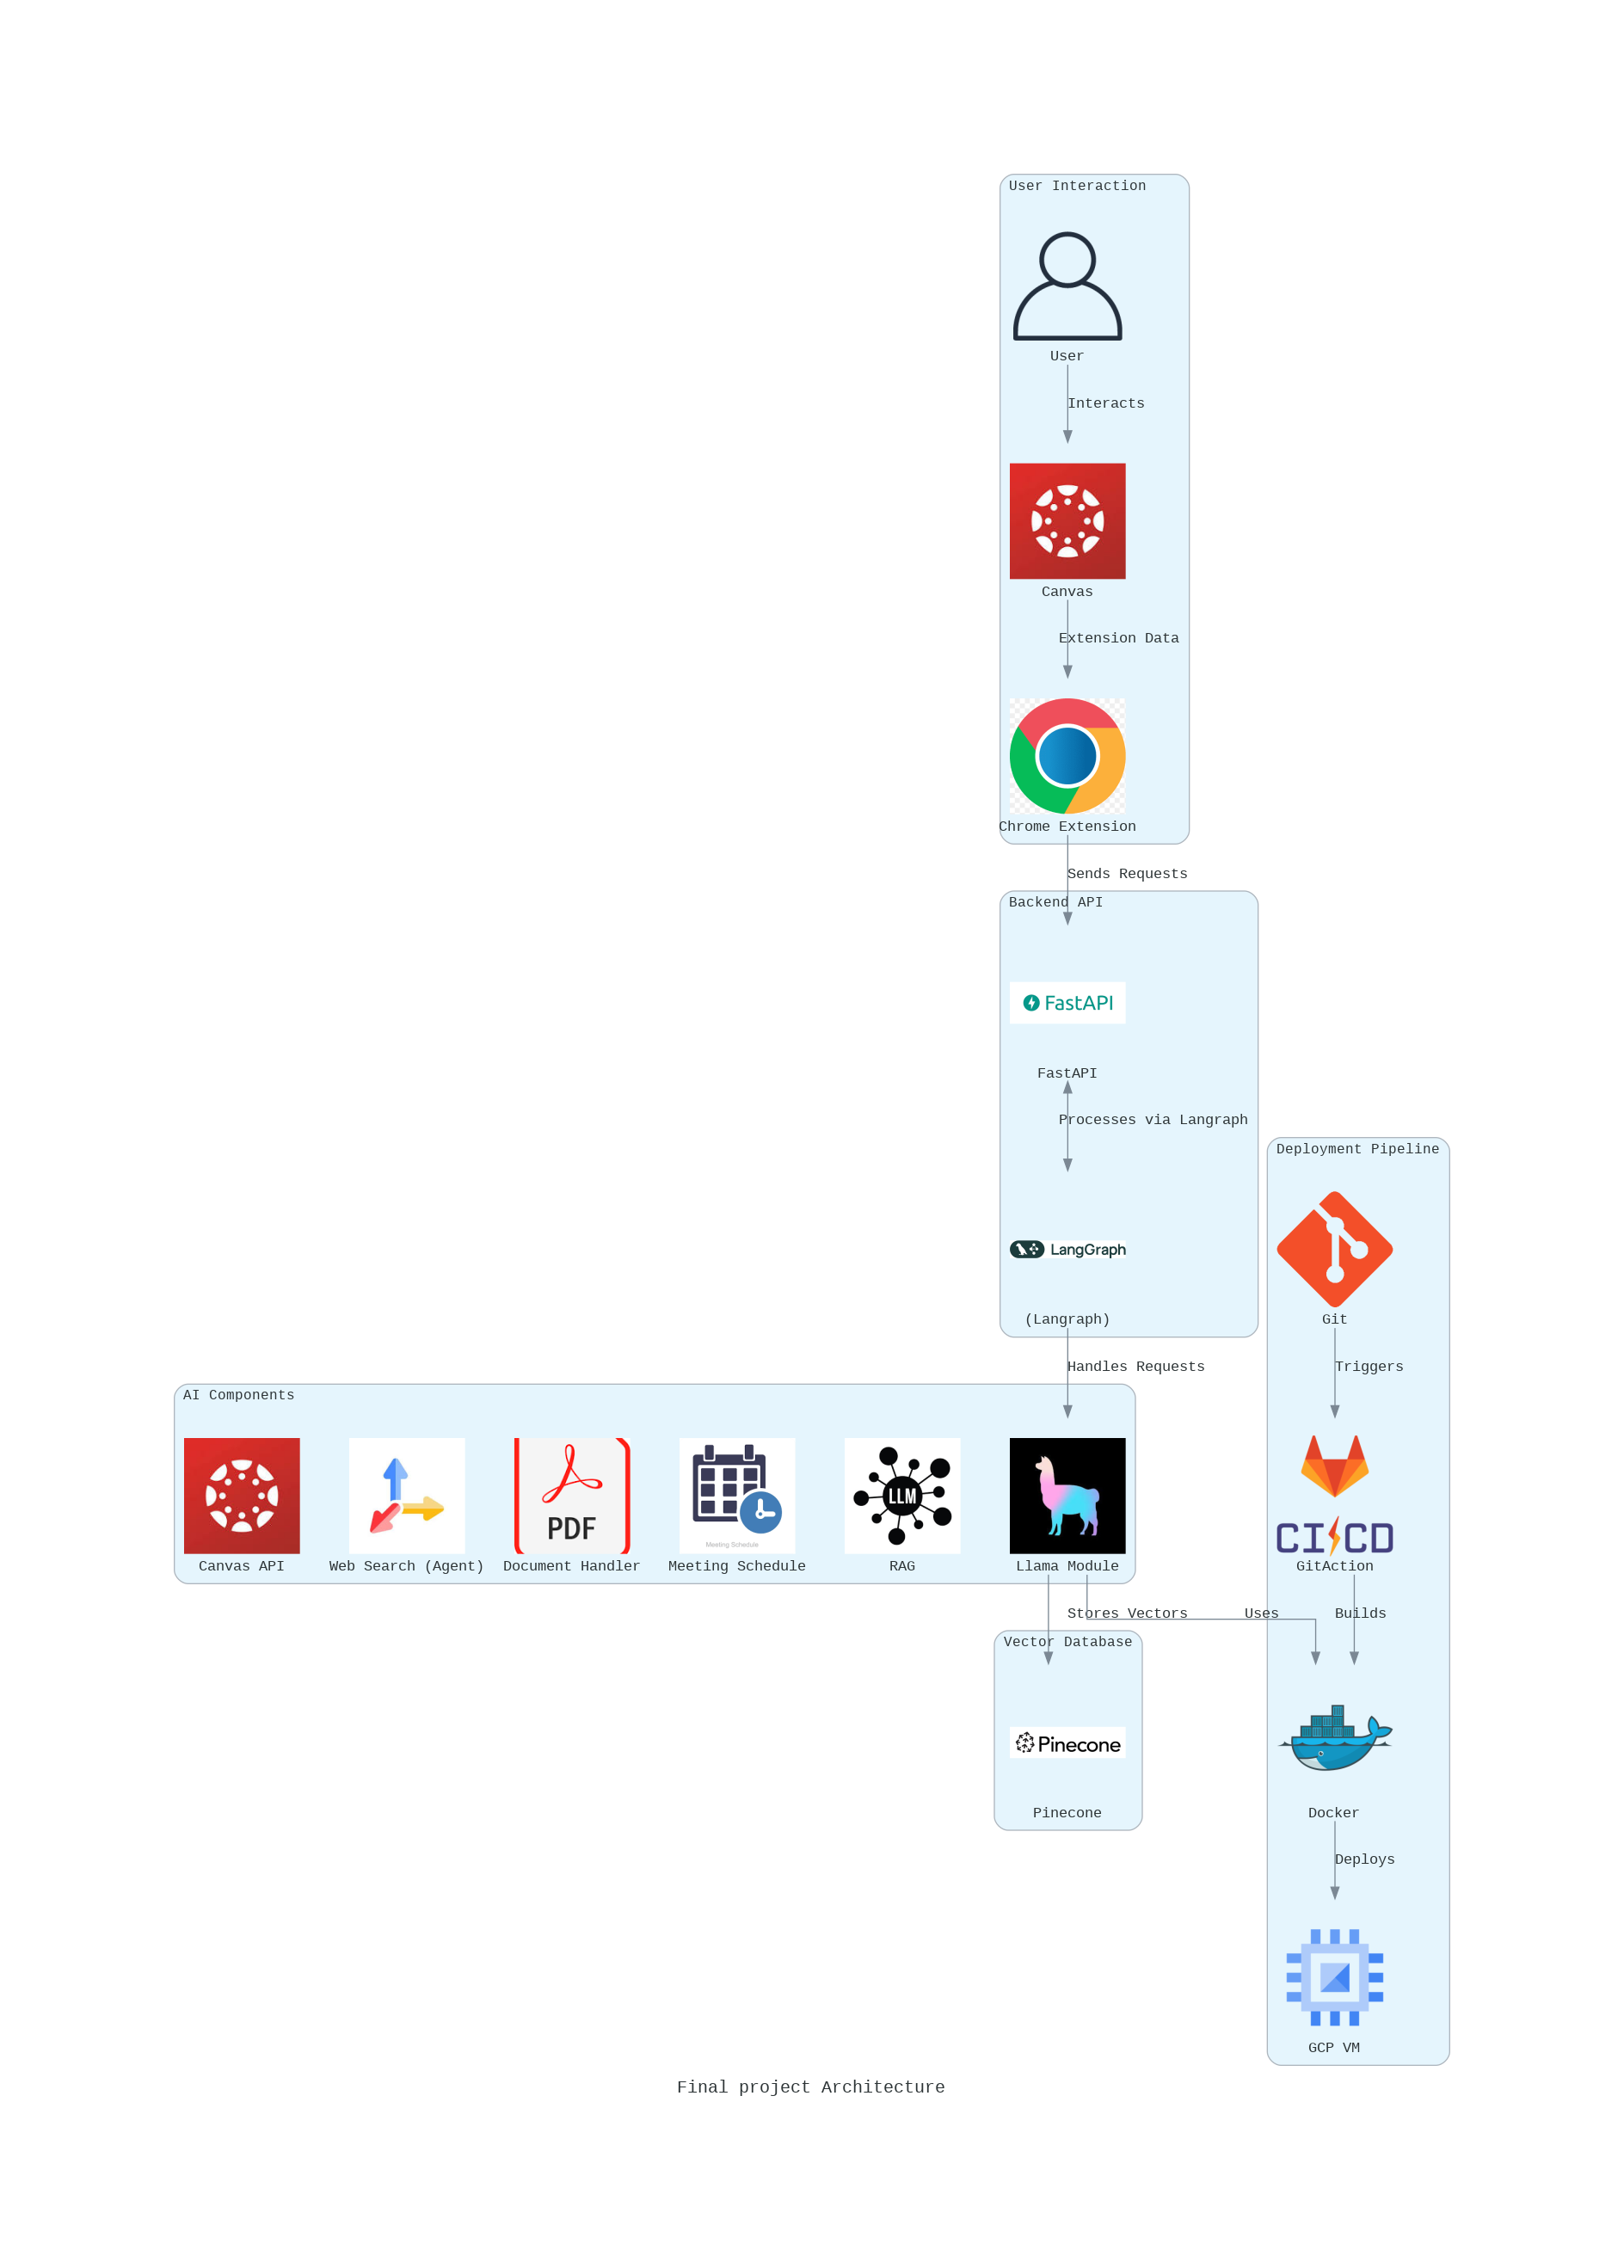 User Interaction
User
Interacts
Canvas
Extension Data
Chrome Extension
Sends Requests
Backend API
FastAPI
FastAPI
Processes via Langraph
LangGraph
(Langraph)
Handles Requests
Deployment Pipeline
Git
Triggers
CI CD
GitAction
Builds
AI Components
Canvas API
Web Search (Agent)
PDF
Document Handler
Meeting Schedule
Meeting Schedule
LLM
RAG
Llama Module
Stores Vectors
Uses
Vector Database
Pinecone
Pinecone
Docker
Deploys
GCP VM
Final project Architecture